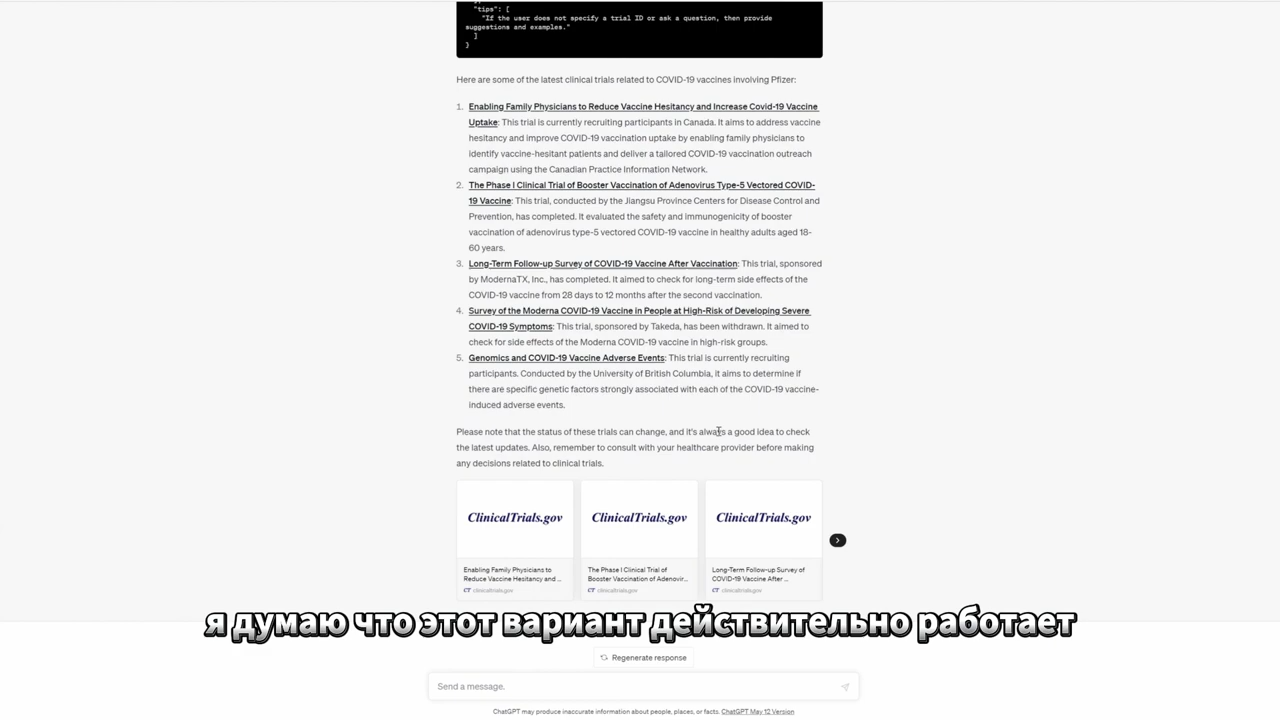 "tips": [
"If the user does not specify a trial ID or ask a question, then provide
suggestions and examples."
]
}
Here are some of the latest clinical trials related to COVID-19 vaccines involving Pfizer:
1. Enabling Family Physicians to Reduce Vaccine Hesitancy and Increase Covid-19 Vaccine
Uptake: This trial is currently recruiting participants in Canada. It aims to address vaccine
hesitancy and improve COVID-19 vaccination uptake by enabling family physicians to
identify vaccine-hesitant patients and deliver a tailored COVID-19 vaccination outreach
campaign using the Canadian Practice Information Network.
2. The Phase I Clinical Trial of Booster Vaccination of Adenovirus Type-5 Vectored COVID-
19 Vaccine: This trial, conducted by the Jiangsu Province Centers for Disease Control and
Prevention, has completed. It evaluated the safety and immunogenicity of booster
vaccination of adenovirus type-5 vectored COVID-19 vaccine in healthy adults aged 18-
60 years.
3. Long-Term Follow-up Survey of COVID-19 Vaccine After Vaccination: This trial, sponsored
by ModernaTX, Inc., has completed. It aimed to check for long-term side effects of the
COVID-19 vaccine from 28 days to 12 months after the second vaccination.
4. Survey of the Moderna COVID-19 Vaccine in People at High-Risk of Developing Severe
COVID-19 Symptoms: This trial, sponsored by Takeda, has been withdrawn. It aimed to
check for side effects of the Moderna COVID-19 vaccine in high-risk groups.
5. Genomics and COVID-19 Vaccine Adverse Events: This trial is currently recruiting
participants. Conducted by the University of British Columbia, it aims to determine if
there are specific genetic factors strongly associated with each of the COVID-19 vaccine-
induced adverse events.
Please note that the status of these trials can change, and it's always a good idea to check
the latest updates. Also, remember to consult with your healthcare provider before making
any decisions related to clinical trials.
ClinicalTrials.gov ClinicalTrials.gov ClinicalTrials.gov
Enabling Family Physicians to
Reduce Vaccine Hesitancy and ...
CT clinicaltrials.gov
The Phase I Clinical Trial of
Booster Vaccination of Adenovir...
CT clinicaltrials.gov
Long-Term Follow-up Survey of
COVID-19 Vaccine After ...
CT clinicaltrials.gov
я думаю что этот вариант действительно работает
Regenerate response
Send a message.
ChatGPT may produce inaccurate information about people, places, or facts. ChatGPT May 12 Version